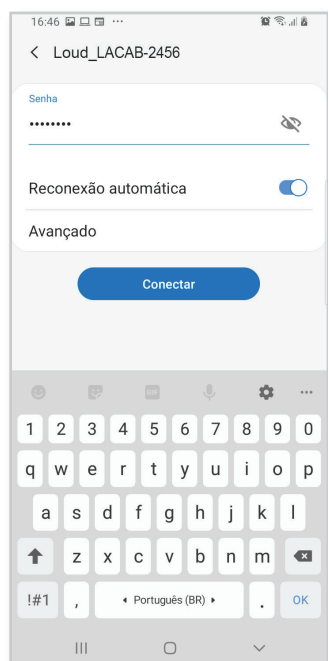 16:46 ...
Loud_LACAB-2456
Senha
••••••••
Reconexão automática
Avançado
Conectar
GIF
1 2 3 4 5 6 7 8 9 0
q w e r t y u i o p
a s d f g h j k l
z x c v b n m
!#1 , Português (BR) . OK